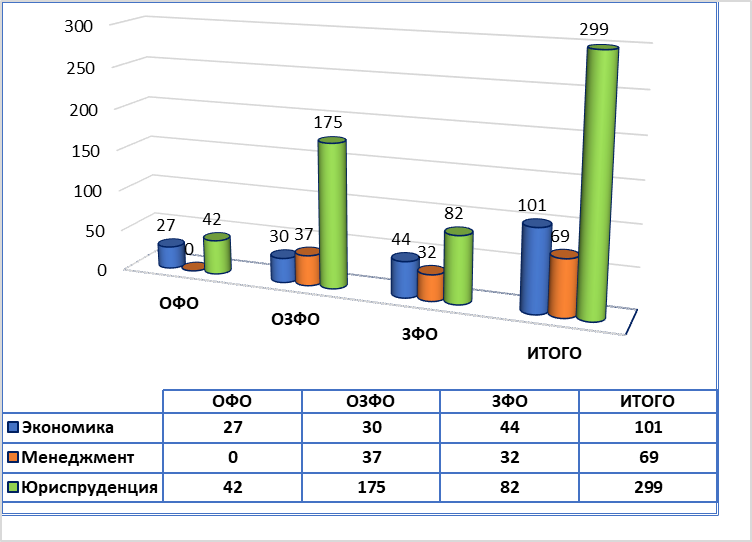 300
250
200
150
100
50
0
27
0
42
30
37
175
44
32
82
101
69
299
ОФО
ОЗФО
ЗФО
ИТОГО
ОФО ОЗФО ЗФО ИТОГО
Экономика 27 30 44 101
Менеджмент 0 37 32 69
Юриспруденция 42 175 82 299